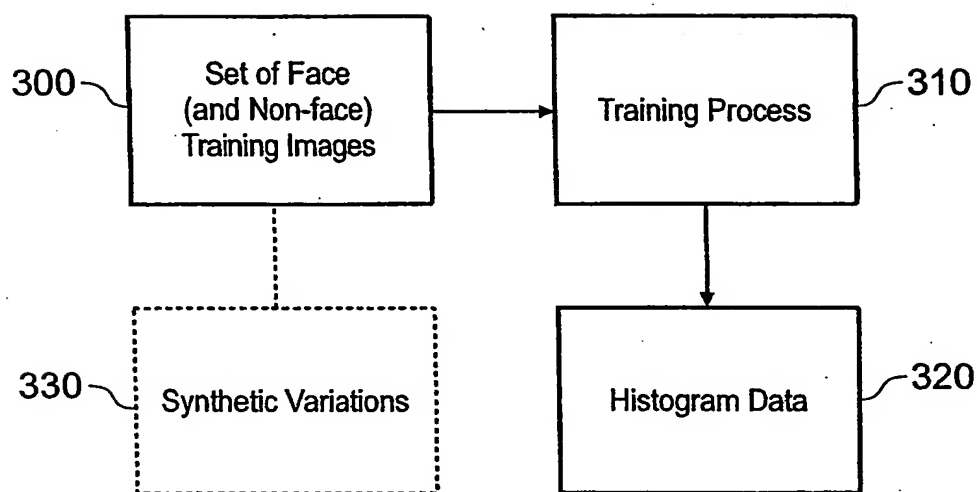 300
Set of Face
(and Non-face)
Training Images
Training Process
310
330
Synthetic Variations
Histogram Data
320